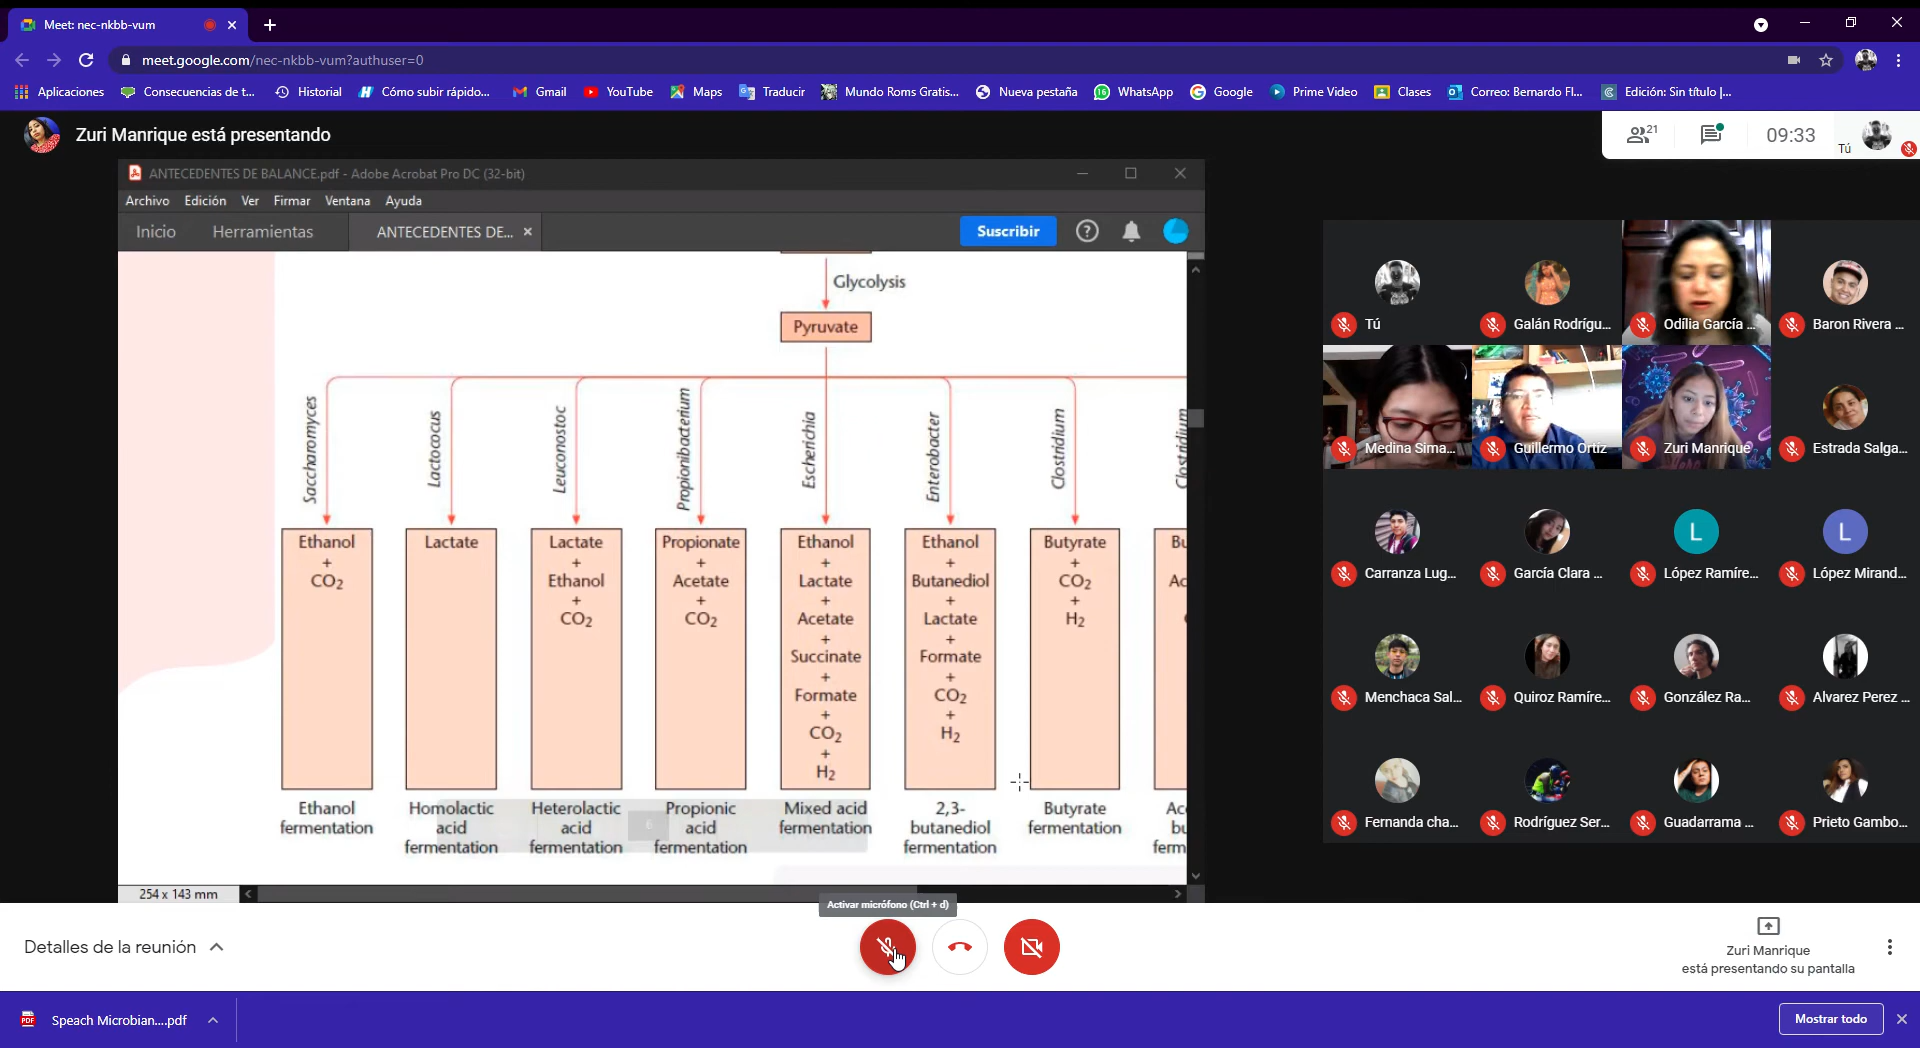 Meet: nec-nkbb-vum
meet.google.com/nec-nkbb-vum?authuser=0
Aplicaciones
Consecuencias de t...
Historial
Cómo subir rápido...
Gmail
YouTube
Maps
Traducir
Mundo Roms Gratis...
Nueva pestaña
WhatsApp
Google
Prime Video
Clases
Correo: Bernardo Fl...
Edición: Sin título |...
Zuri Manrique está presentando
21
09:33
Tú
ANTECEDENTES DE BALANCE.pdf - Adobe Acrobat Pro DC (32-bit)
Archivo Edición Ver Firmar Ventana Ayuda
Inicio
Herramientas
ANTECEDENTES DE...
Suscribir
Glycolysis
Pyruvate
Saccharomyces
Lactococcus
Leuconostoc
Propionibacterium
Escherichia
Enterobacter
Clostridium
Clostridium
Ethanol
+
CO2
Ethanol
fermentation
Lactate
Homolactic
acid
fermentation
Lactate
+
Ethanol
+
CO2
Heterolactic
acid
fermentation
Propionate
+
Acetate
+
CO2
Propionic
acid
fermentation
Ethanol
+
Lactate
+
Acetate
+
Succinate
+
Formate
+
CO2
+
H2
Mixed acid
fermentation
Ethanol
+
Butanediol
+
Lactate
+
Formate
+
CO2
+
H2
2,3-
butanediol
fermentation
Butyrate
+
CO2
+
H2
Butyrate
fermentation
Bu
Ac
Ac
bu
ferm
6
254 x 143 mm
Tú
Galán Rodrígu...
Odilia García ...
Baron Rivera ...
Medina Sima...
Guillermo Ortiz
Zuri Manrique
Estrada Salga...
Carranza Lug...
García Clara ...
L
López Ramíre...
L
López Mirand...
Menchaca Sal...
Quiroz Ramíre...
González Ra...
Alvarez Perez ...
Fernanda cha...
Rodríguez Ser...
Guadarrama ...
Prieto Gambo...
Activar micrófono (Ctrl + d)
Detalles de la reunión
Zuri Manrique
está presentando su pantalla
Speach Microbian....pdf
Mostrar todo